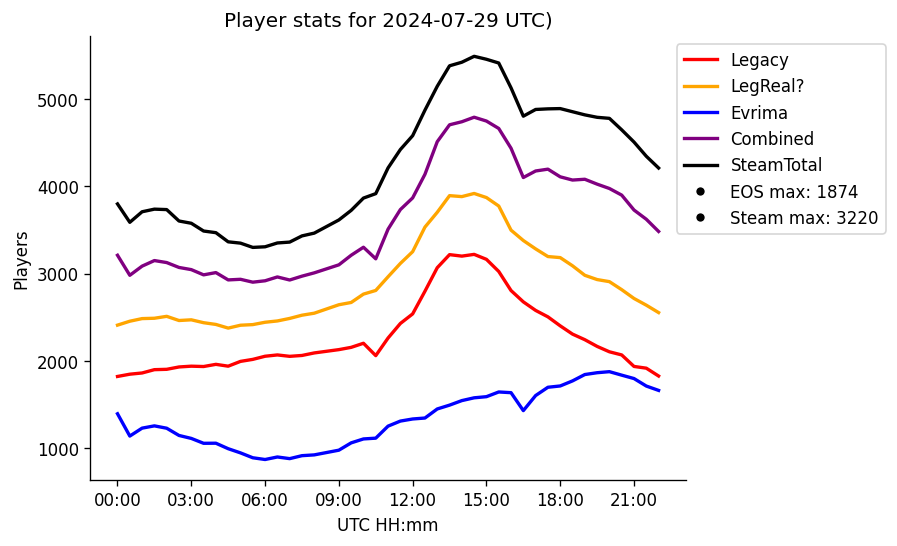 Player stats for 2024-07-29 UTC)
Players
5000
4000
3000
2000
1000
00:00 03:00 06:00 09:00 12:00 15:00 18:00 21:00
UTC HH:mm
Legacy
LegReal?
Evrima
Combined
SteamTotal
EOS max: 1874
Steam max: 3220